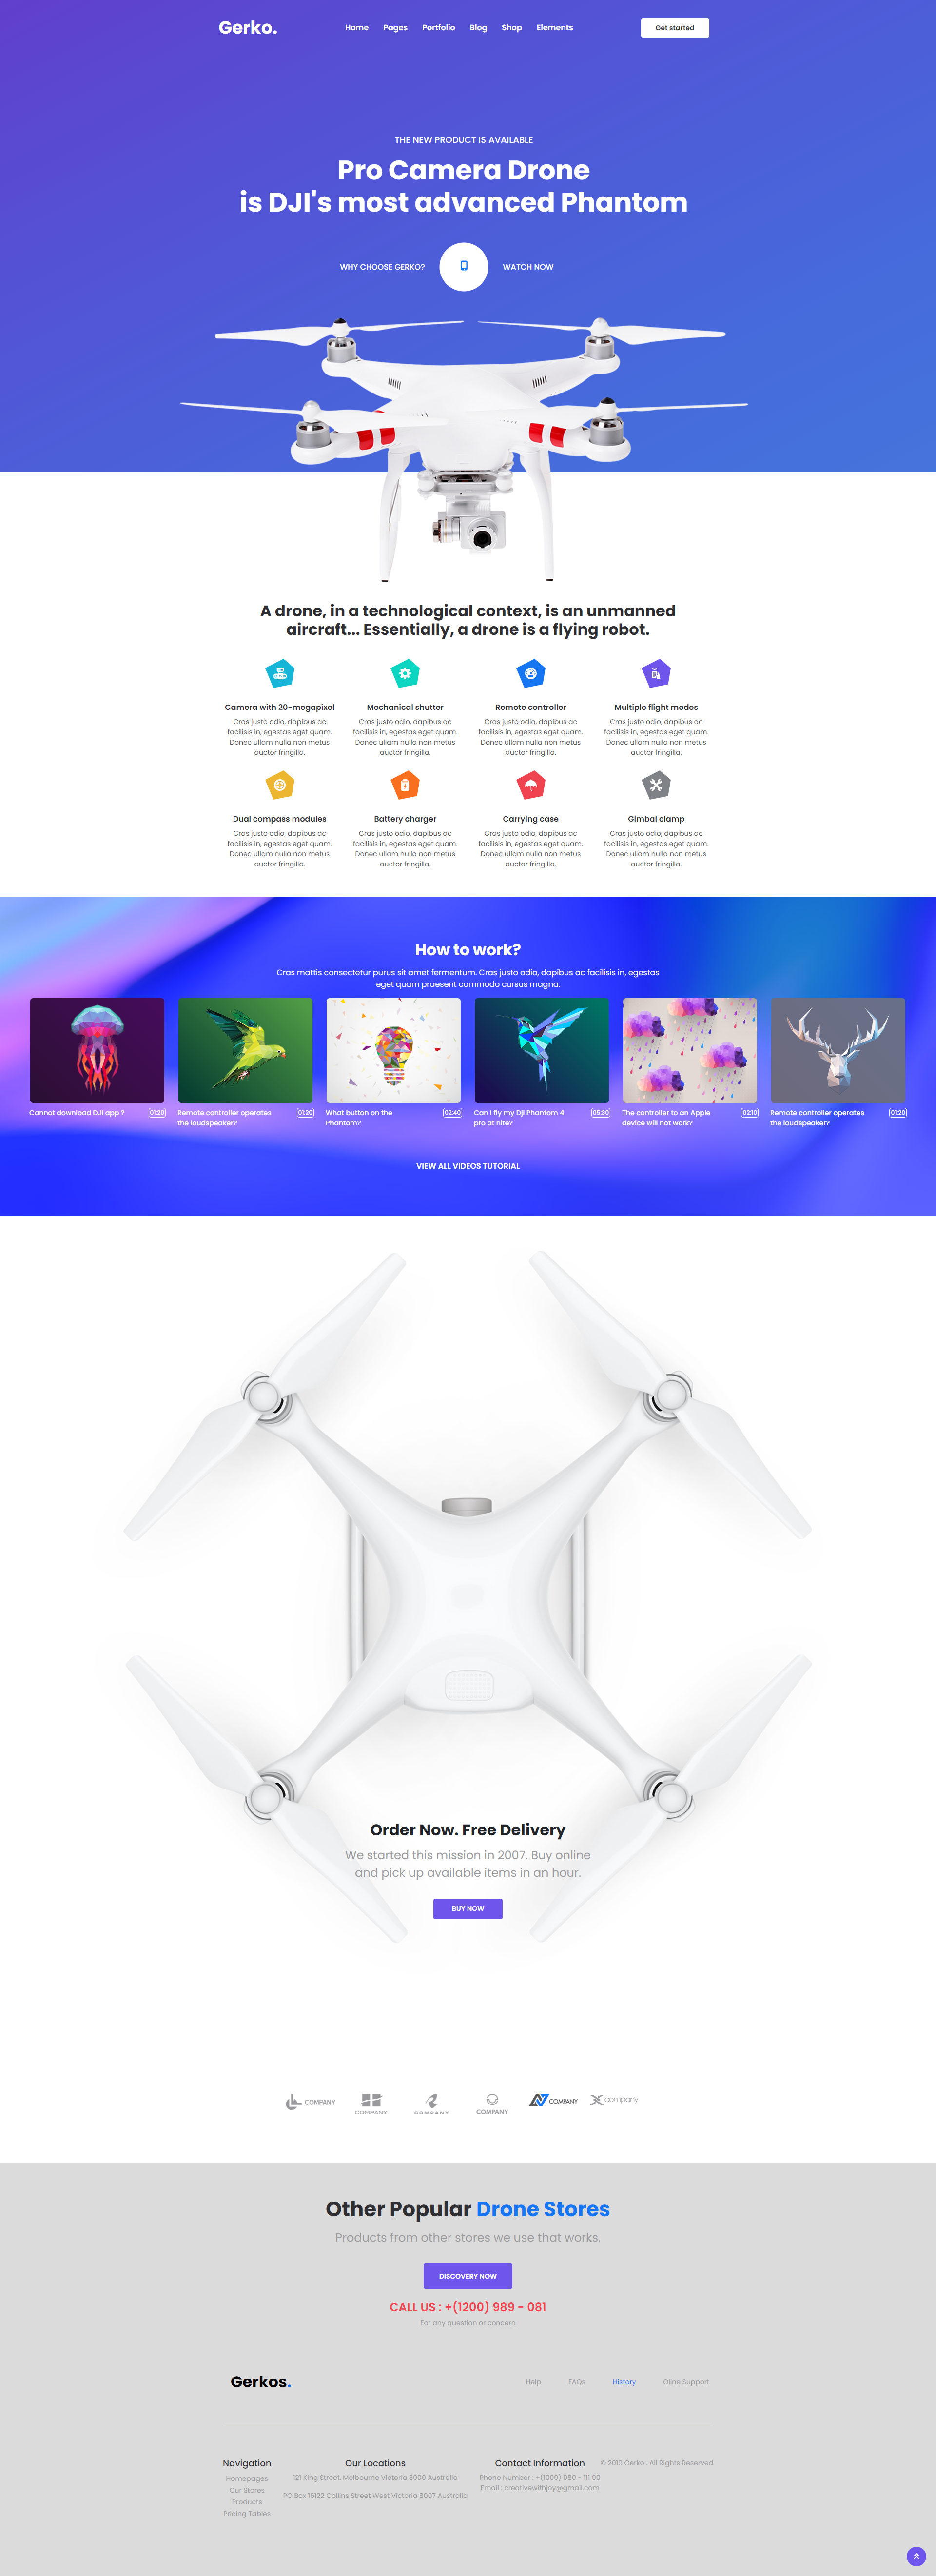 Gerko.
Home Pages Portfolio Blog Shop Elements
Get started
THE NEW PRODUCT IS AVAILABLE
Pro Camera Drone
is DJI's most advanced Phantom
WHY CHOOSE GERKO?
WATCH NOW
A drone, in a technological context, is an unmanned
aircraft... Essentially, a drone is a flying robot.
Camera with 20-megapixel
Cras justo odio, dapibus ac
facilisis in, egestas eget quam.
Donec ullam nulla non metus
auctor fringilla.
Mechanical shutter
Cras justo odio, dapibus ac
facilisis in, egestas eget quam.
Donec ullam nulla non metus
auctor fringilla.
Remote controller
Cras justo odio, dapibus ac
facilisis in, egestas eget quam.
Donec ullam nulla non metus
auctor fringilla.
Multiple flight modes
Cras justo odio, dapibus ac
facilisis in, egestas eget quam.
Donec ullam nulla non metus
auctor fringilla.
Dual compass modules
Cras justo odio, dapibus ac
facilisis in, egestas eget quam.
Donec ullam nulla non metus
auctor fringilla.
Battery charger
Cras justo odio, dapibus ac
facilisis in, egestas eget quam.
Donec ullam nulla non metus
auctor fringilla.
Carrying case
Cras justo odio, dapibus ac
facilisis in, egestas eget quam.
Donec ullam nulla non metus
auctor fringilla.
Gimbal clamp
Cras justo odio, dapibus ac
facilisis in, egestas eget quam.
Donec ullam nulla non metus
auctor fringilla.
How to work?
Cras mattis consectetur purus sit amet fermentum. Cras justo odio, dapibus ac facilisis in, egestas
eget quam praesent commodo cursus magna.
Cannot download DJI app ?
01:20
Remote controller operates
the loudspeaker?
01:20
What button on the
Phantom?
02:40
Can I fly my Dji Phantom 4
pro at nite?
05:30
The controller to an Apple
device will not work?
02:10
Remote controller operates
the loudspeaker?
01:20
VIEW ALL VIDEOS TUTORIAL
Order Now. Free Delivery
We started this mission in 2007. Buy online
and pick up available items in an hour.
BUY NOW
COMPANY
COMPANY
COMPANY
COMPANY
COMPANY
company
Other Popular Drone Stores
Products from other stores we use that works.
DISCOVERY NOW
CALL US : +(1200) 989 - 081
For any question or concern
Gerkos.
Help FAQs History Oline Support
Navigation
Homepages
Our Stores
Products
Pricing Tables
Our Locations
121 King Street, Melbourne Victoria 3000 Australia
PO Box 16122 Collins Street West Victoria 8007 Australia
Contact Information
Phone Number : +(1000) 989 - 111 90
Email : creativewithjoy@gmail.com
© 2019 Gerko . All Rights Reserved